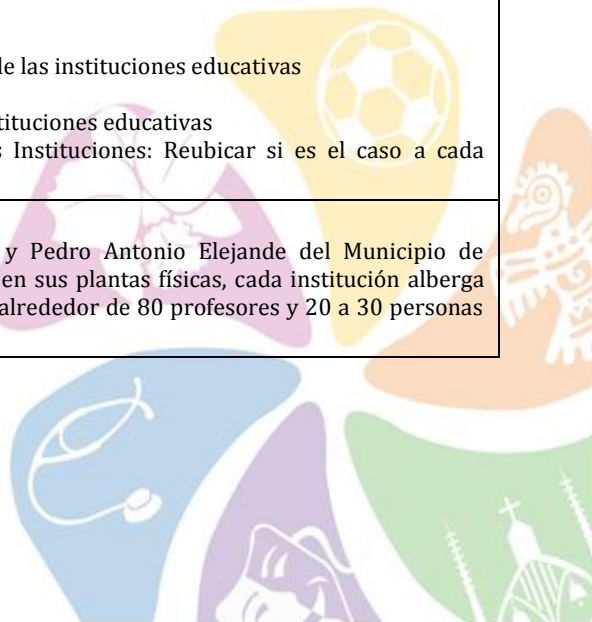 de las instituciones educativas
tituciones educativas
s Instituciones: Reubicar si es el caso a cada
y Pedro Antonio Elejande del Municipio de
en sus plantas físicas, cada institución alberga
alrededor de 80 profesores y 20 a 30 personas